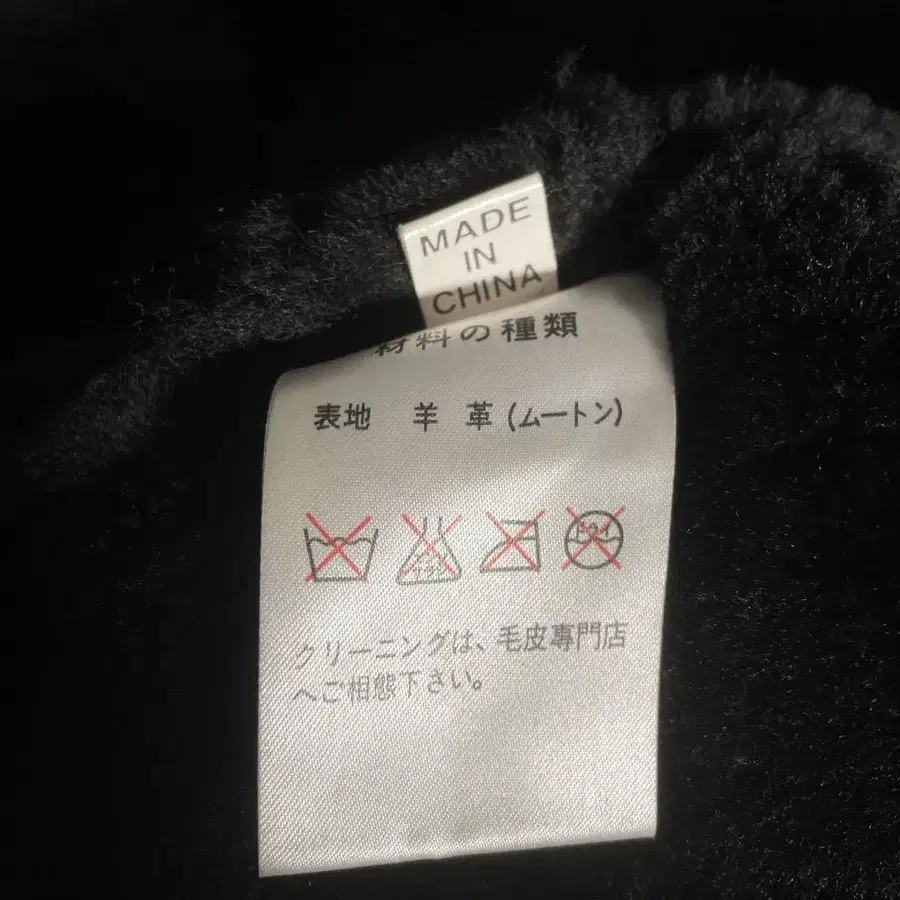 MADE
IN
CHINA
材料の種類
表地 羊革(ムートン)
クリーニングは、毛皮専門店
へご相態下さい。